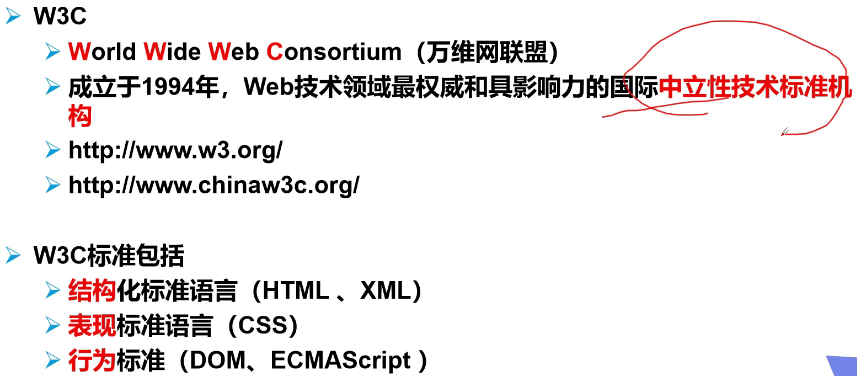 W3C
World Wide Web Consortium（万维网联盟）
成立于1994年，Web技术领域最权威和具影响力的国际中立性技术标准机
构
http://www.w3.org/
http://www.chinaw3c.org/
W3C标准包括
结构化标准语言（HTML 、XML）
表现标准语言（CSS）
行为标准（DOM、ECMAScript ）